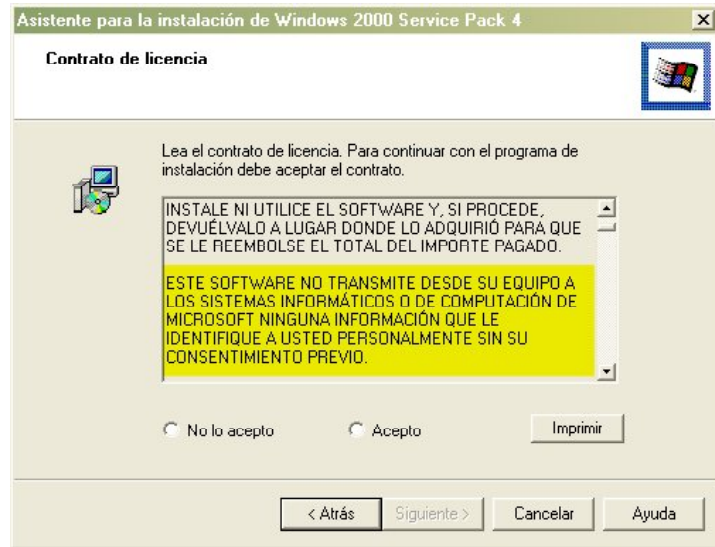 Asistente para la instalación de Windows 2000 Service Pack 4
Contrato de licencia
Lea el contrato de licencia. Para continuar con el programa de
instalación debe aceptar el contrato.
INSTALE NI UTILICE EL SOFTWARE Y, SI PROCEDE,
DEVUÉLVALO A LUGAR DONDE LO ADQUIRIÓ PARA QUE
SE LE REEMBOLSE EL TOTAL DEL IMPORTE PAGADO.
ESTE SOFTWARE NO TRANSMITE DESDE SU EQUIPO A
LOS SISTEMAS INFORMÁTICOS O DE COMPUTACIÓN DE
MICROSOFT NINGUNA INFORMACIÓN QUE LE
IDENTIFIQUE A USTED PERSONALMENTE SIN SU
CONSENTIMIENTO PREVIO.
No lo acepto
Acepto
Imprimir
< Atrás
Siguiente >
Cancelar
Ayuda